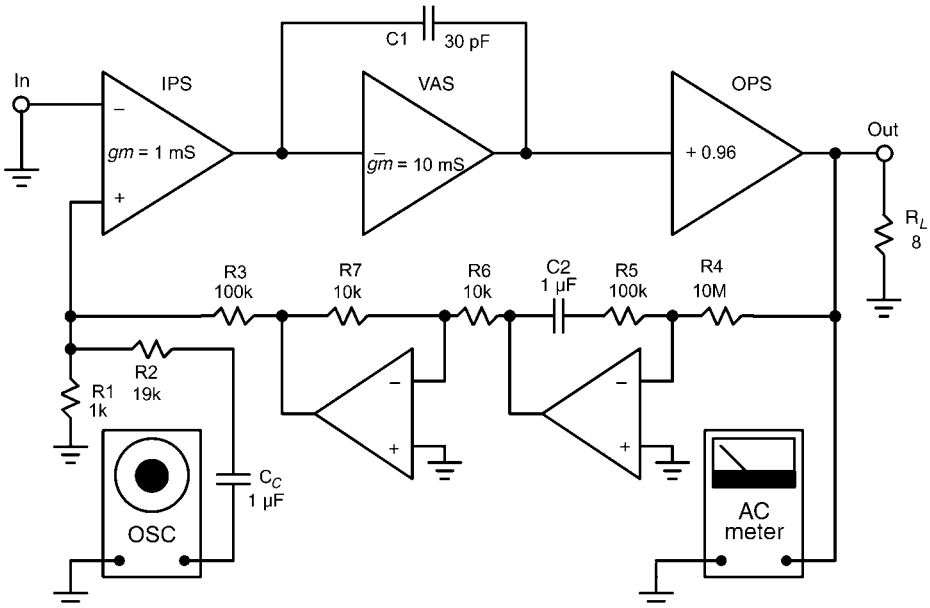 C1
30 pF
In
IPS
VAS
OPS
−
gm = 1 mS
+
−
gm = 10 mS
+ 0.96
Out
R_L
8
R3
100k
R7
10k
R6
10k
C2
1 µF
R5
100k
R4
10M
R1
1k
R2
19k
−
+
−
+
C_C
1 µF
OSC
AC
meter